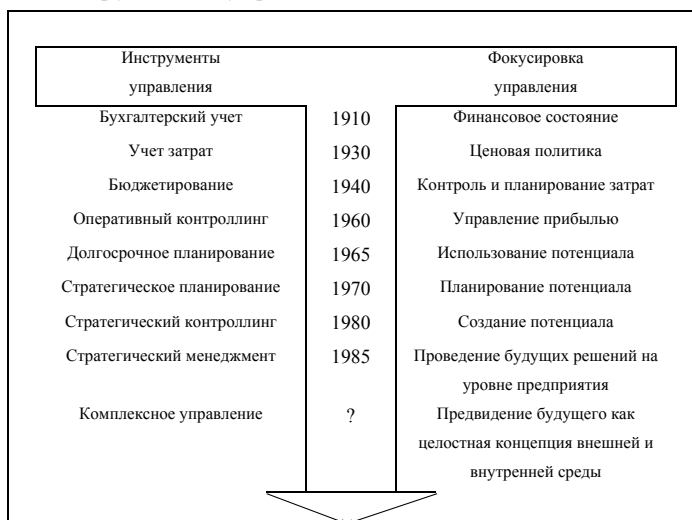 Инструменты Фокусировка
управления управления
Бухгалтерский учет 1910 Финансовое состояние
Учет затрат 1930 Ценовая политика
Бюджетирование 1940 Контроль и планирование затрат
Оперативный контроллинг 1960 Управление прибылью
Долгосрочное планирование 1965 Использование потенциала
Стратегическое планирование 1970 Планирование потенциала
Стратегический контроллинг 1980 Создание потенциала
Стратегический менеджмент 1985 Проведение будущих решений на
уровне предприятия
Комплексное управление ? Предвидение будущего как
целостная концепция внешней и
внутренней среды